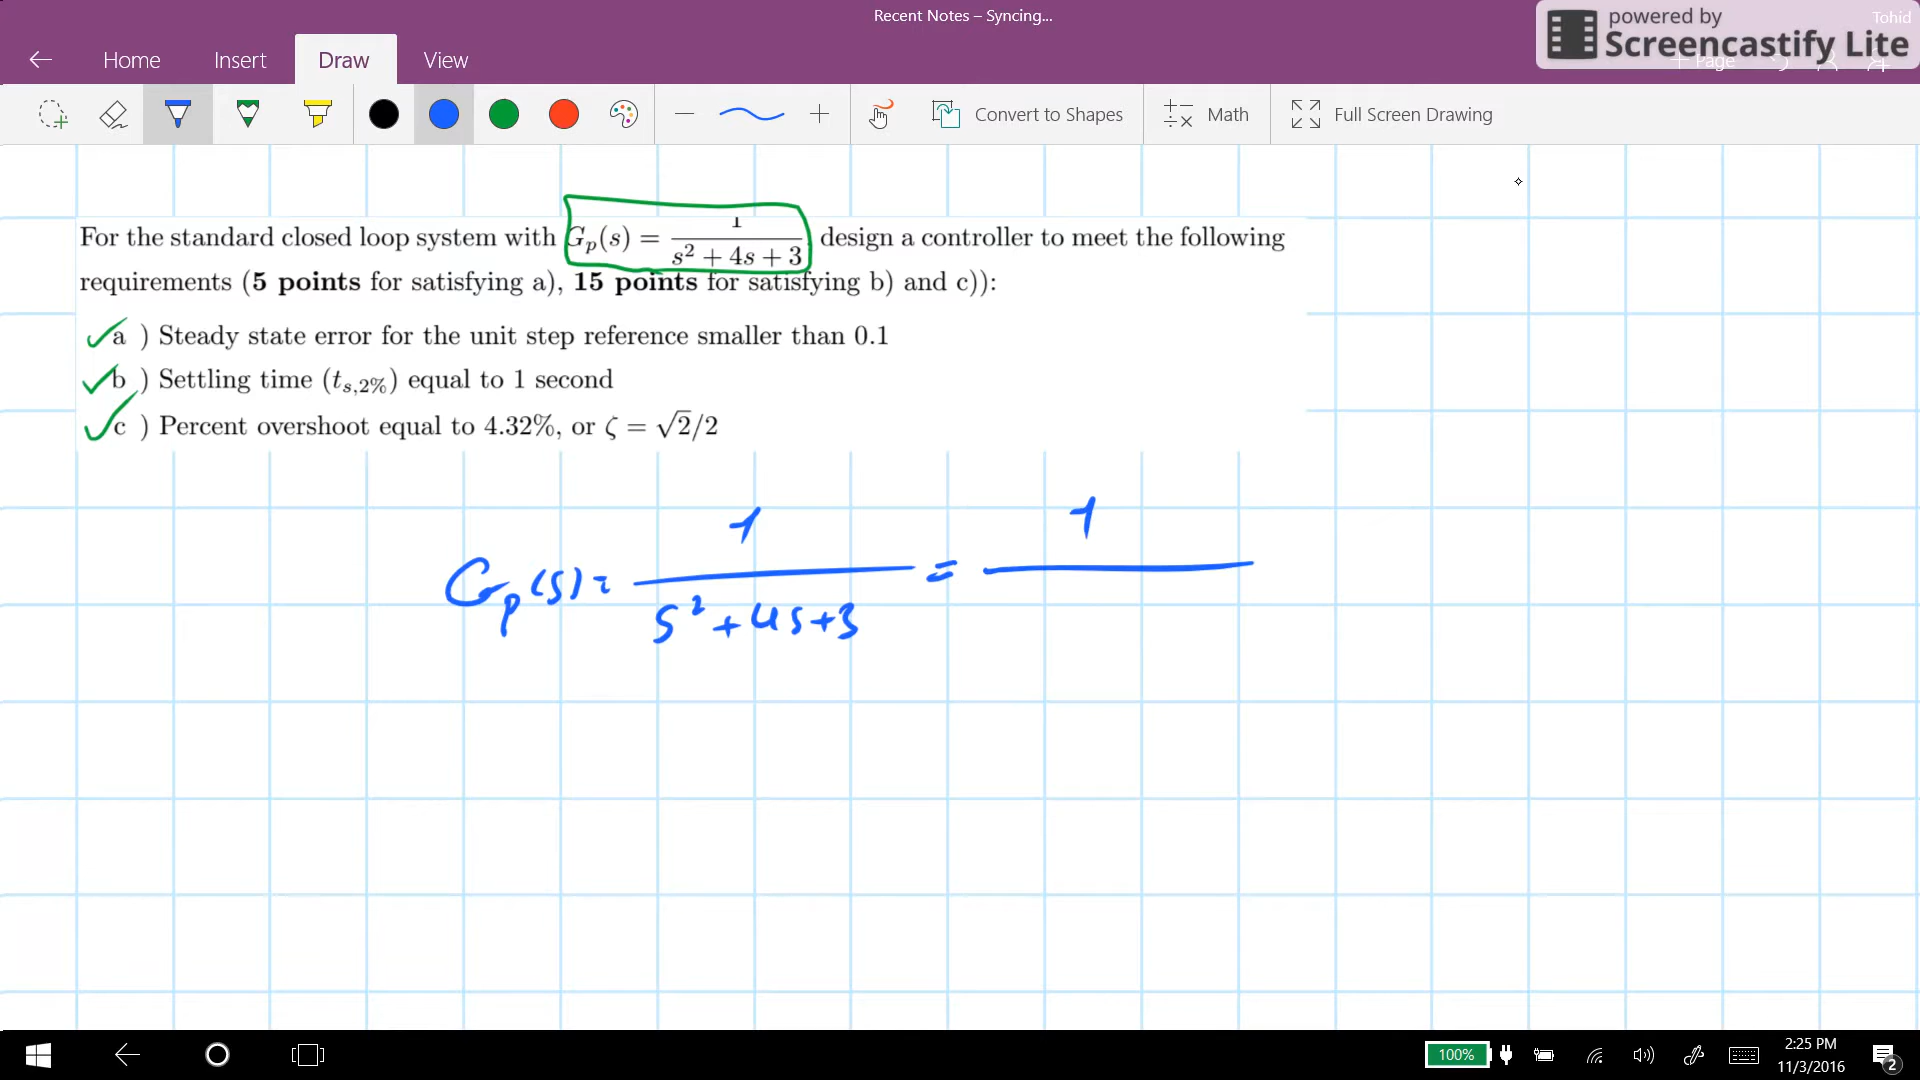 Recent Notes – Syncing...
Tohid
powered by
Screencastify Lite
Home Insert Draw View
Page
Convert to Shapes Math Full Screen Drawing
For the standard closed loop system with G_p(s) = 1/(s² + 4s + 3) design a controller to meet the following
requirements (5 points for satisfying a), 15 points for satisfying b) and c)):
a ) Steady state error for the unit step reference smaller than 0.1
b ) Settling time (t_{s,2%}) equal to 1 second
c ) Percent overshoot equal to 4.32%, or ζ = √2/2
G_p(s) = 1/(s² + 4s + 3) = 1/
100%
2:25 PM
11/3/2016
2